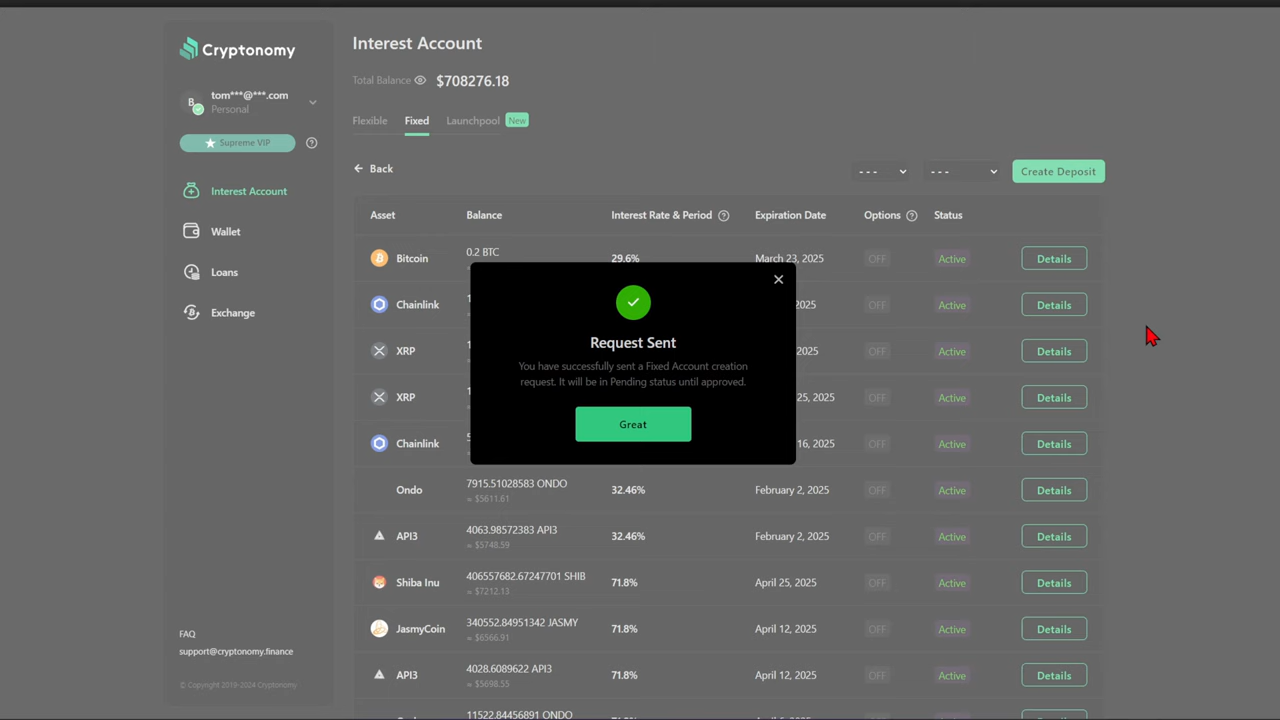 Cryptonomy
Interest Account
Total Balance $708276.18
B tom***@***.com
Personal
Flexible Fixed Launchpool New
Supreme VIP
Back --- --- Create Deposit
Interest Account
Asset Balance Interest Rate & Period Expiration Date Options Status
Wallet
Bitcoin 0.2 BTC 29.6% March 23, 2025 OFF Active Details
Loans
Chainlink 2025 OFF Active Details
Exchange
XRP 2025 OFF Active Details
XRP 25, 2025 OFF Active Details
Chainlink 16, 2025 OFF Active Details
Request Sent
You have successfully sent a Fixed Account creation
request. It will be in Pending status until approved.
Great
Ondo 7915.51028583 ONDO 32.46% February 2, 2025 OFF Active Details
≈ $5611.61
API3 4063.98572383 API3 32.46% February 2, 2025 OFF Active Details
≈ $5748.59
Shiba Inu 406557682.67247701 SHIB 71.8% April 25, 2025 OFF Active Details
≈ $7212.13
JasmyCoin 340552.84951342 JASMY 71.8% April 12, 2025 OFF Active Details
≈ $6566.91
API3 4028.6089622 API3 71.8% April 12, 2025 OFF Active Details
≈ $5698.55
11522.84456891 ONDO
FAQ
support@cryptonomy.finance
© Copyright 2019-2024 Cryptonomy